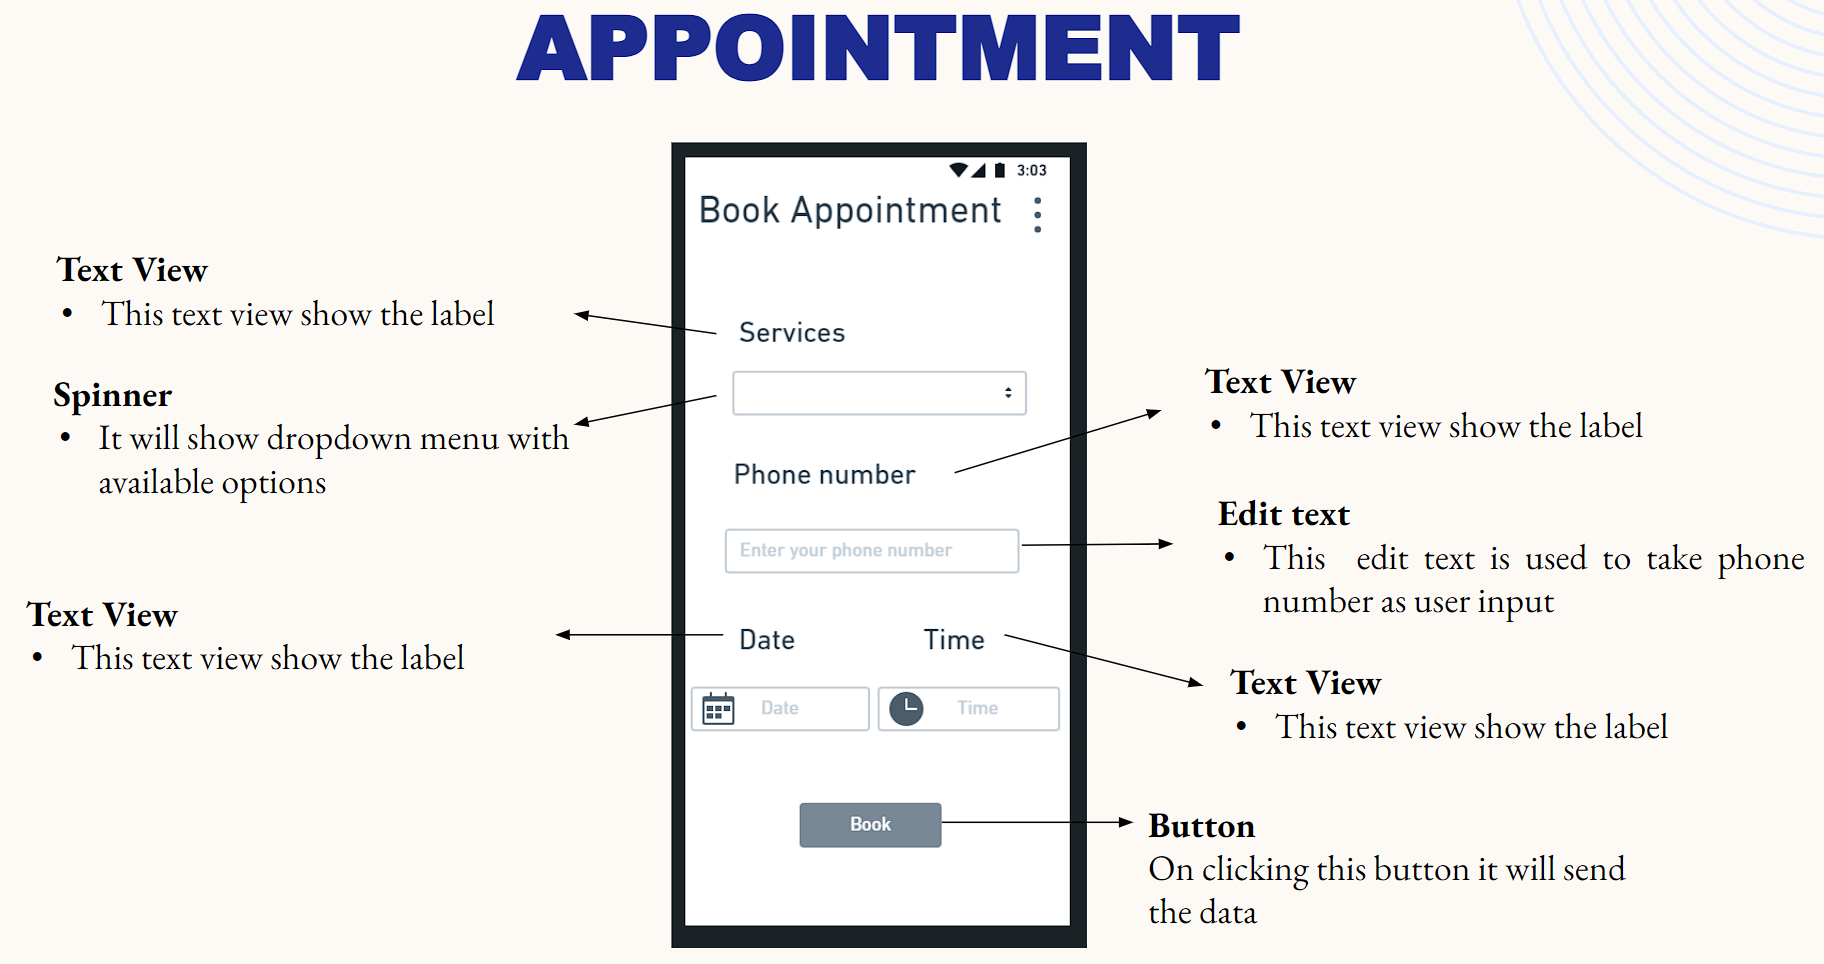 APPOINTMENT
3:03
Book Appointment
Text View
• This text view show the label
Services
Spinner
• It will show dropdown menu with
available options
Text View
• This text view show the label
Phone number
Edit text
• This edit text is used to take phone
number as user input
Enter your phone number
Text View
• This text view show the label
Date
Time
Text View
• This text view show the label
Date
Time
Book
Button
On clicking this button it will send
the data